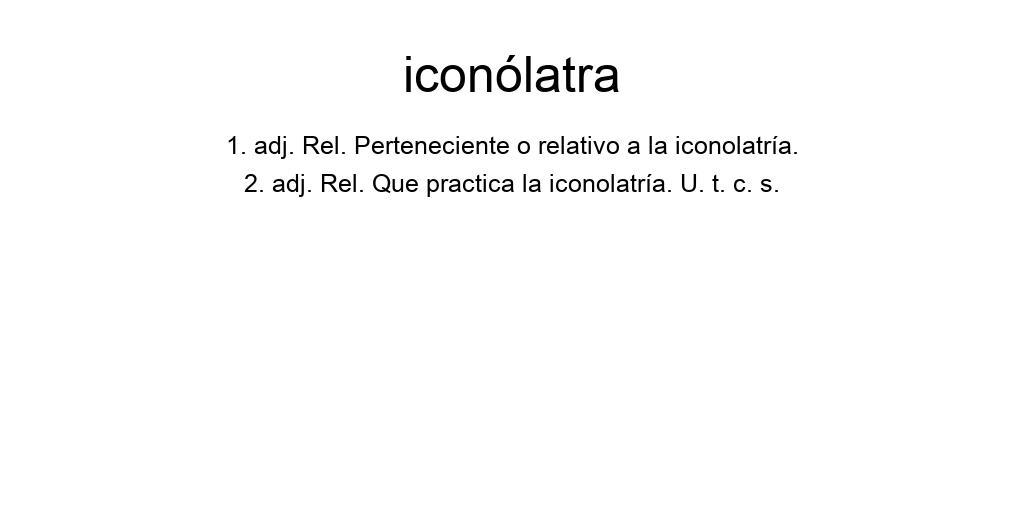 iconólatra
1. adj. Rel. Perteneciente o relativo a la iconolatría.
2. adj. Rel. Que practica la iconolatría. U. t. c. s.